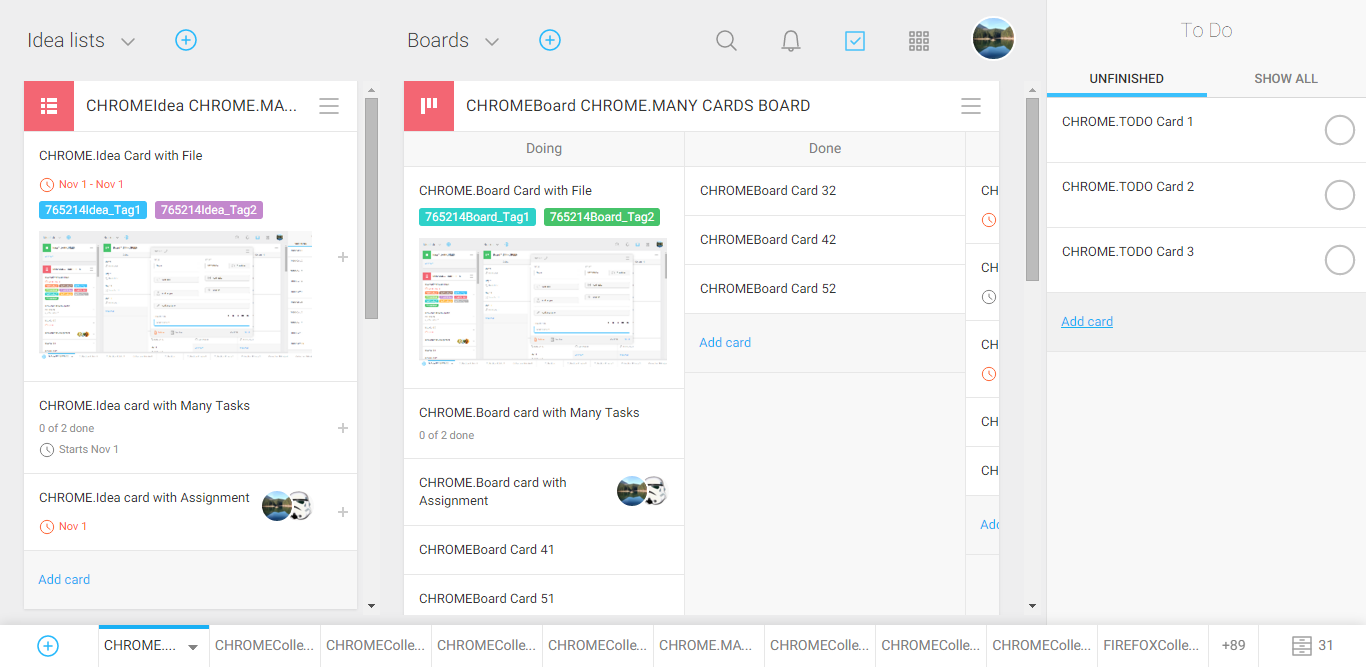 Idea lists
Boards
To Do
UNFINISHED
SHOW ALL
CHROMEIdea CHROME.MA...
CHROME.Idea Card with File
Nov 1 - Nov 1
765214Idea_Tag1
765214Idea_Tag2
CHROME.Idea card with Many Tasks
0 of 2 done
Starts Nov 1
CHROME.Idea card with Assignment
Nov 1
Add card
CHROMEBoard CHROME.MANY CARDS BOARD
Doing
CHROME.Board Card with File
765214Board_Tag1
765214Board_Tag2
CHROME.Board card with Many Tasks
0 of 2 done
CHROME.Board card with
Assignment
CHROMEBoard Card 41
CHROMEBoard Card 51
Done
CHROMEBoard Card 32
CHROMEBoard Card 42
CHROMEBoard Card 52
Add card
CH
CH
CH
CH
CH
Add
CHROME.TODO Card 1
CHROME.TODO Card 2
CHROME.TODO Card 3
Add card
CHROME....
CHROMEColle...
CHROMEColle...
CHROMEColle...
CHROMEColle...
CHROME.MA...
CHROMEColle...
CHROMEColle...
CHROMEColle...
FIREFOXColle...
+89
31